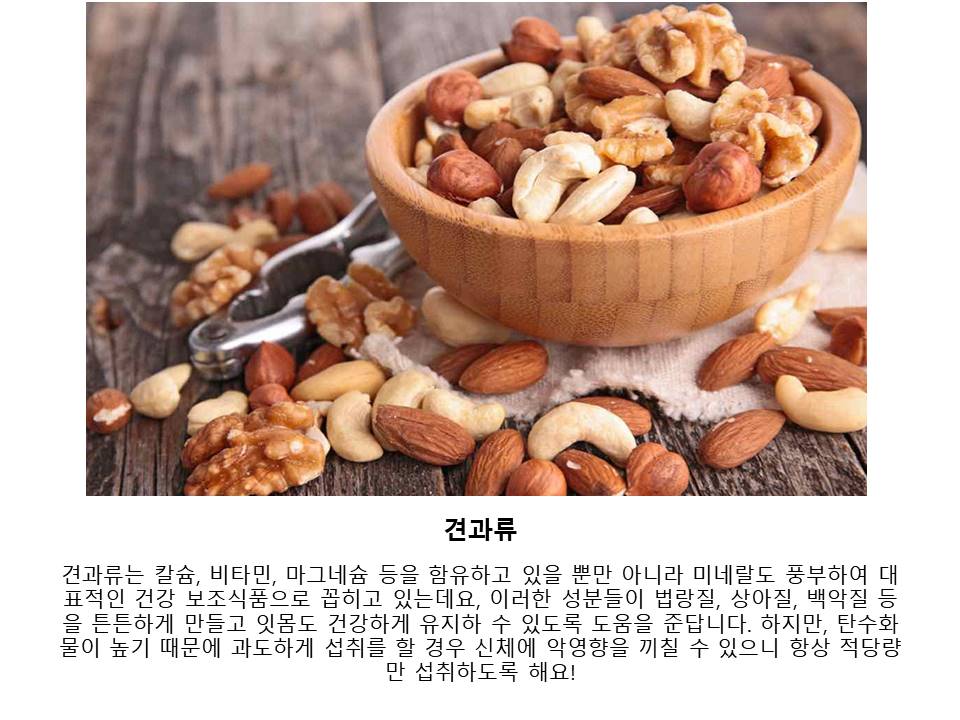 견과류
견과류는 칼슘, 비타민, 마그네슘 등을 함유하고 있을 뿐만 아니라 미네랄도 풍부하여 대
표적인 건강 보조식품으로 꼽히고 있는데요, 이러한 성분들이 법랑질, 상아질, 백악질 등
을 튼튼하게 만들고 잇몸도 건강하게 유지하 수 있도록 도움을 준답니다. 하지만, 탄수화
물이 높기 때문에 과도하게 섭취를 할 경우 신체에 악영향을 끼칠 수 있으니 항상 적당량
만 섭취하도록 해요!